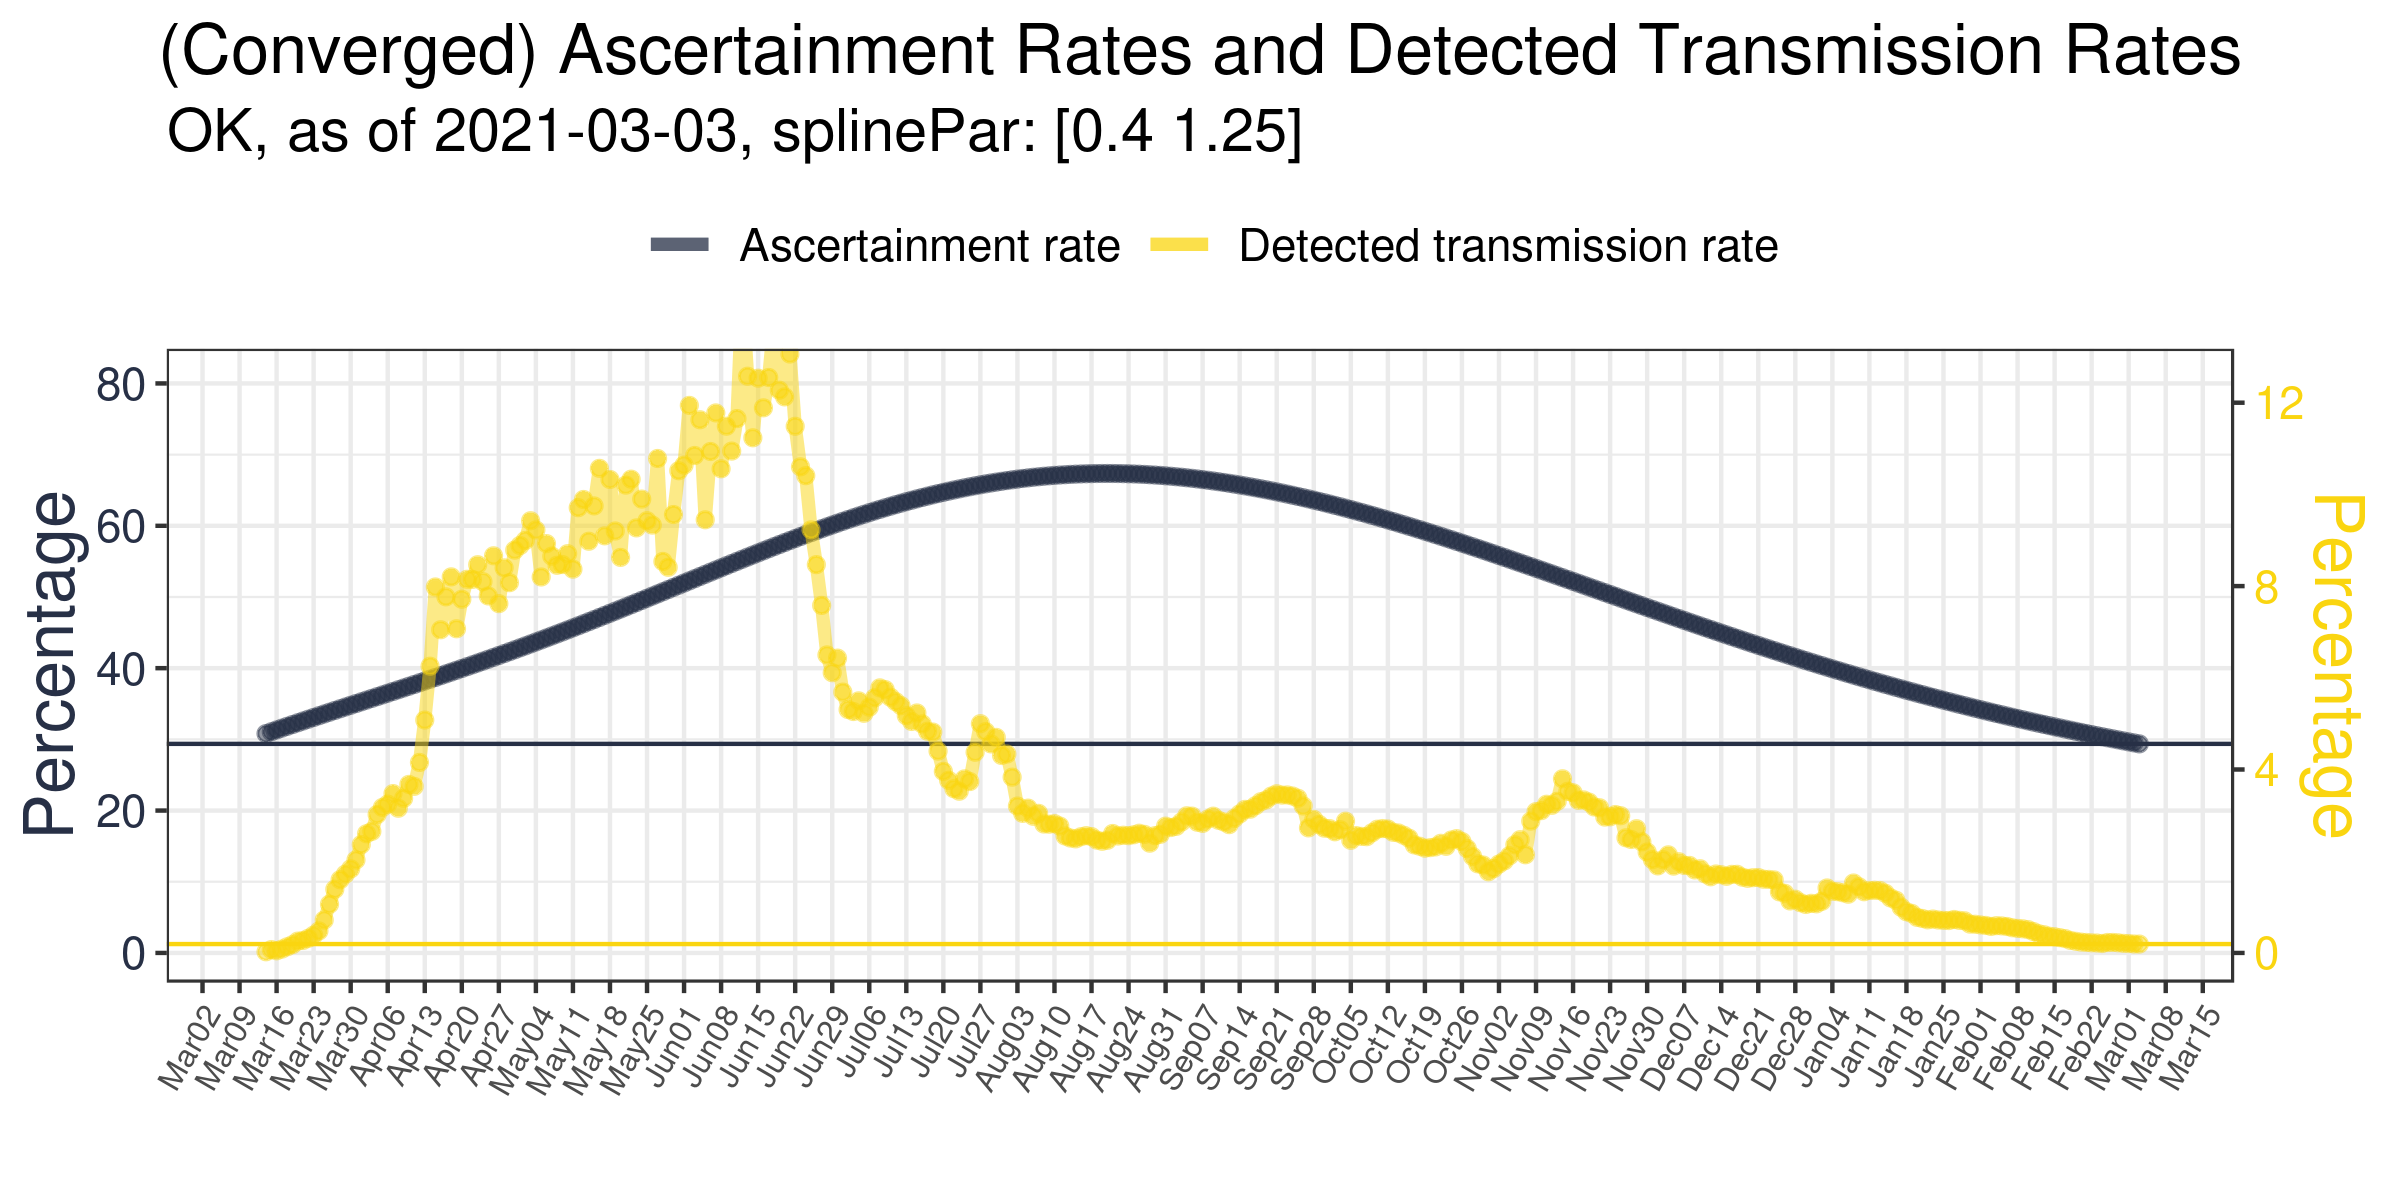 (Converged) Ascertainment Rates and Detected Transmission Rates
OK, as of 2021-03-03, splinePar: [0.4 1.25]
Ascertainment rate
Detected transmission rate
Percentage
80
60
40
20
0
12
8
4
0
Percentage
Mar02
Mar09
Mar16
Mar23
Mar30
Apr06
Apr13
Apr20
Apr27
May04
May11
May18
May25
Jun01
Jun08
Jun15
Jun22
Jun29
Jul06
Jul13
Jul20
Jul27
Aug03
Aug10
Aug17
Aug24
Aug31
Sep07
Sep14
Sep21
Sep28
Oct05
Oct12
Oct19
Oct26
Nov02
Nov09
Nov16
Nov23
Nov30
Dec07
Dec14
Dec21
Dec28
Jan04
Jan11
Jan18
Jan25
Feb01
Feb08
Feb15
Feb22
Mar01
Mar08
Mar15